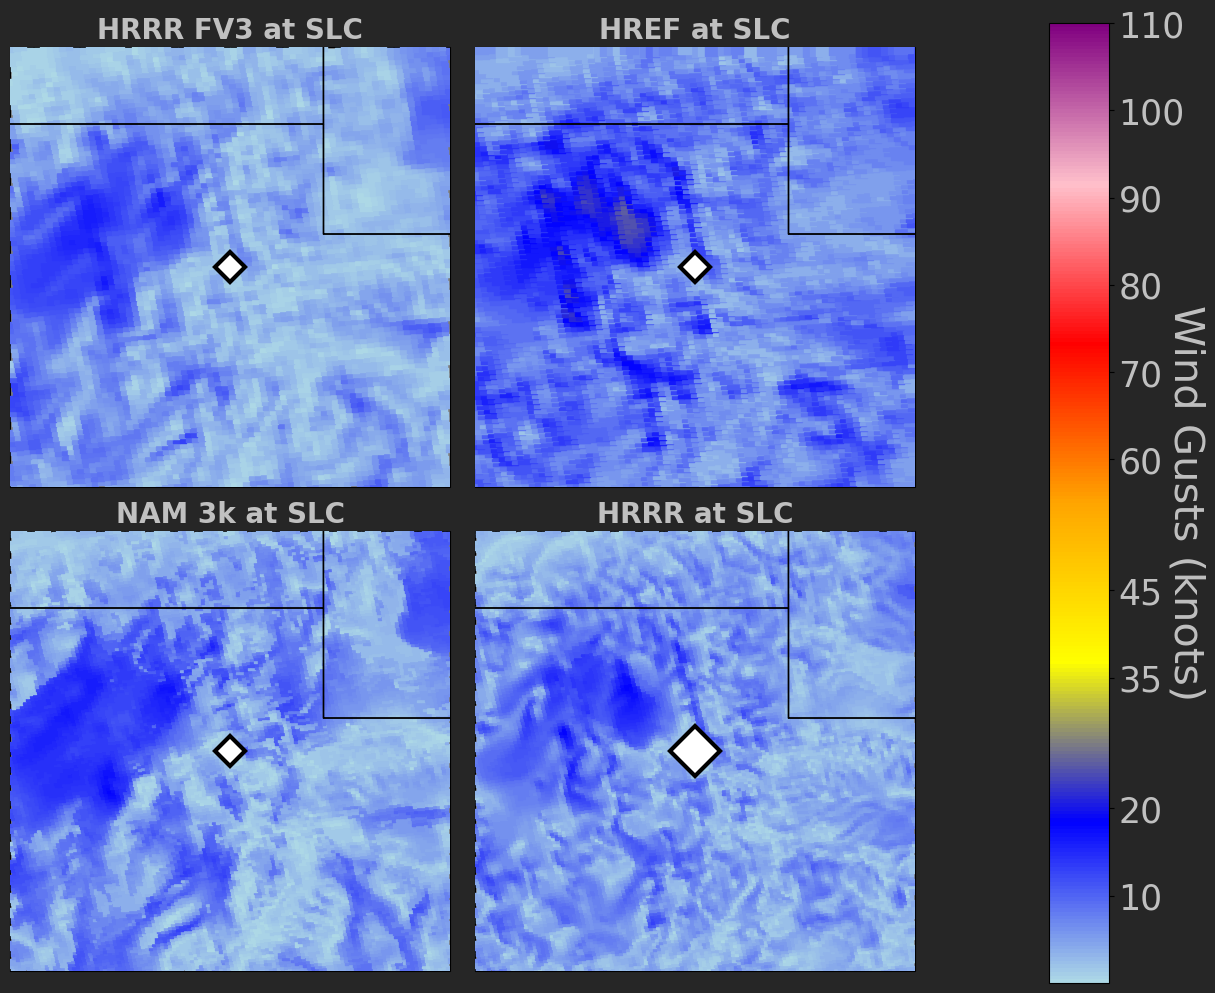 HRRR FV3 at SLC
HREF at SLC
NAM 3k at SLC
HRRR at SLC
110
100
90
80
70
60
45
35
20
10
Wind Gusts (knots)